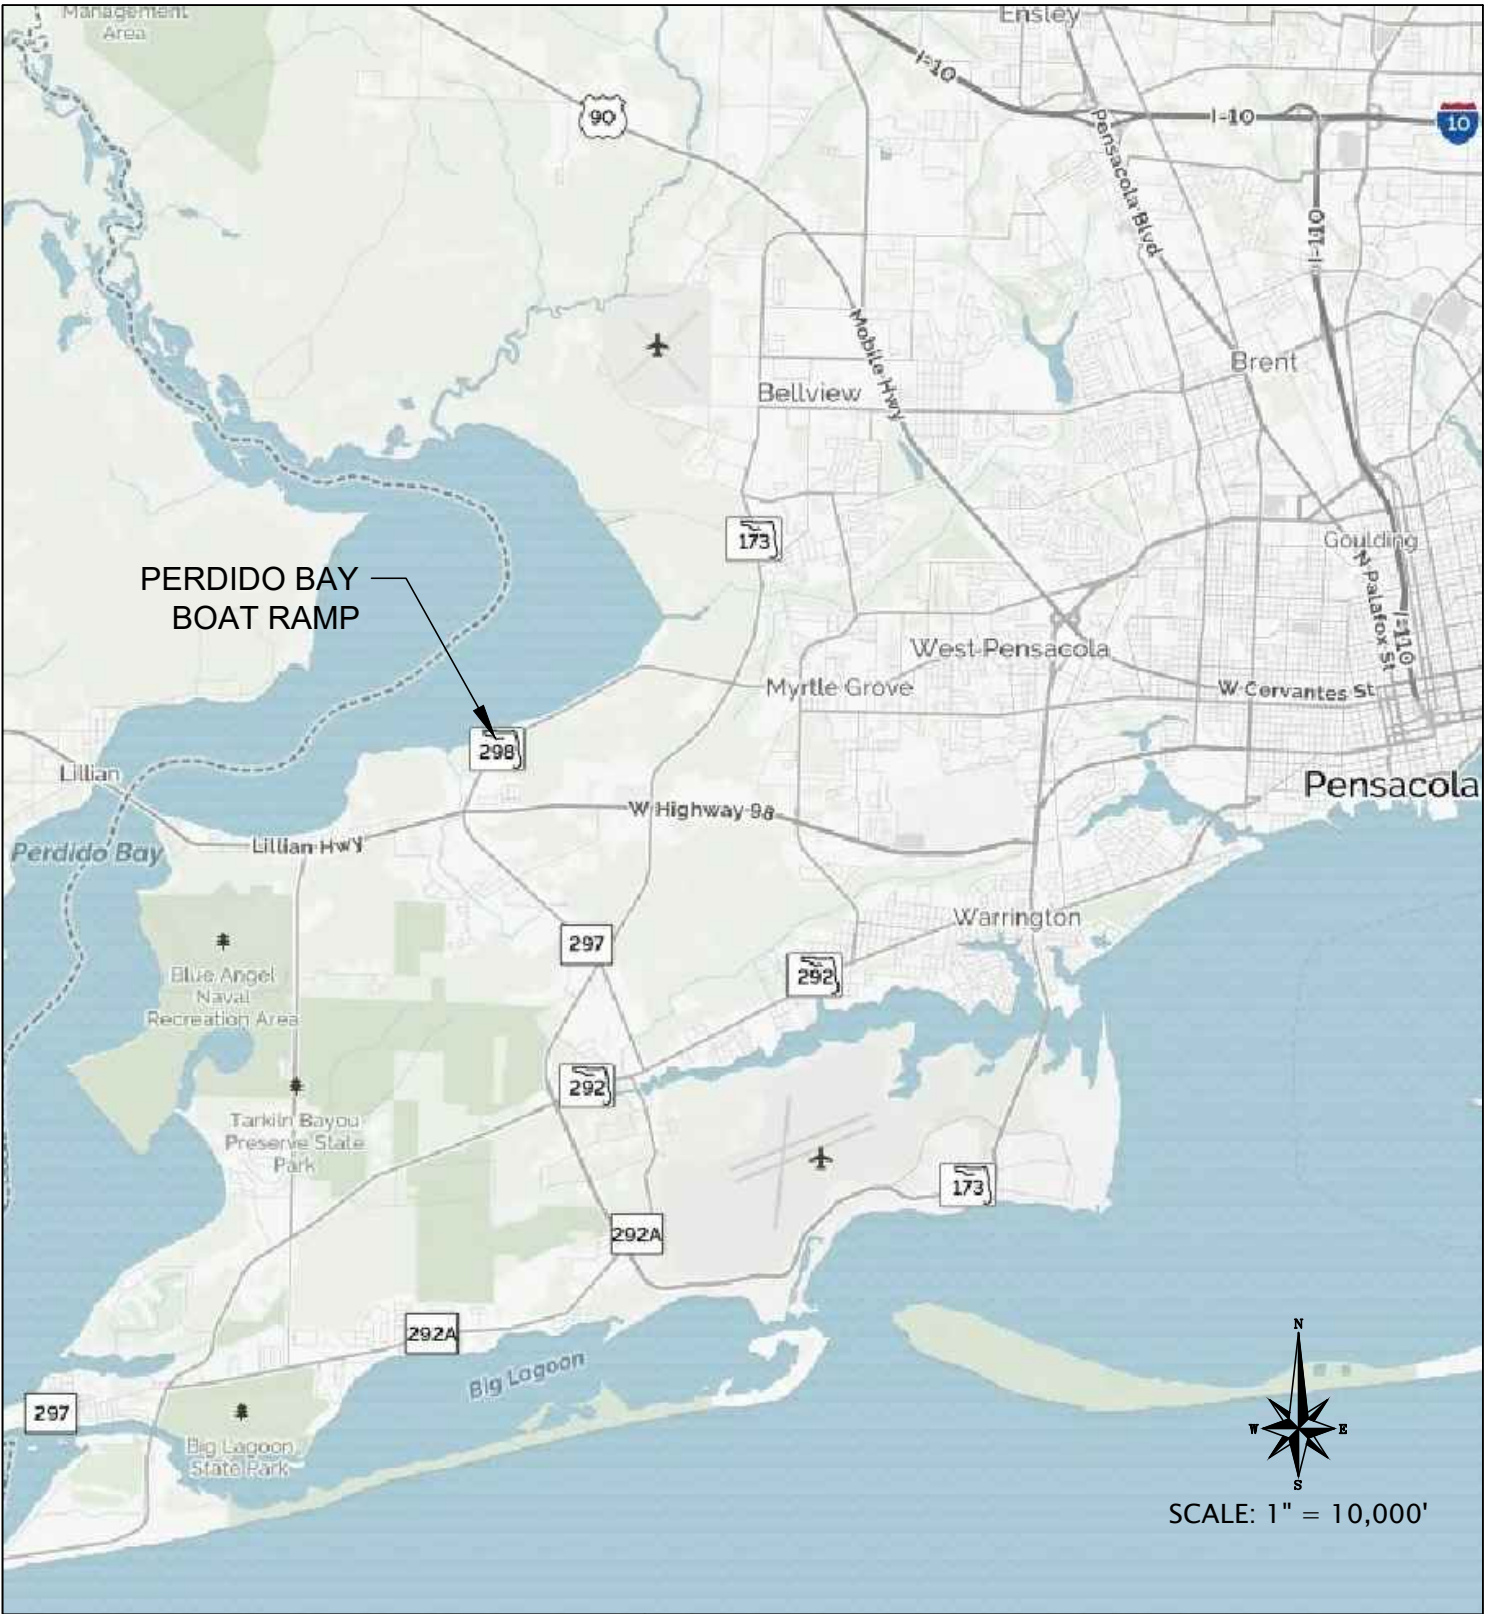 Management
Area
Ensley
I-10
90
I-10
10
Pensacola Blvd
I-110
Mobile Hwy
Brent
Bellview
173
Goulding
N Palafox St
I-110
PERDIDO BAY
BOAT RAMP
West Pensacola
Myrtle Grove
W Cervantes St
298
Lillian
Pensacola
W Highway 98
Lillian Hwy
Perdido Bay
Warrington
297
292
Blue Angel
Naval
Recreation Area
292
Tarkiln Bayou
Preserve State
Park
173
292A
292A
Big Lagoon
297
Big Lagoon
State Park
N
W
E
S
SCALE: 1" = 10,000'